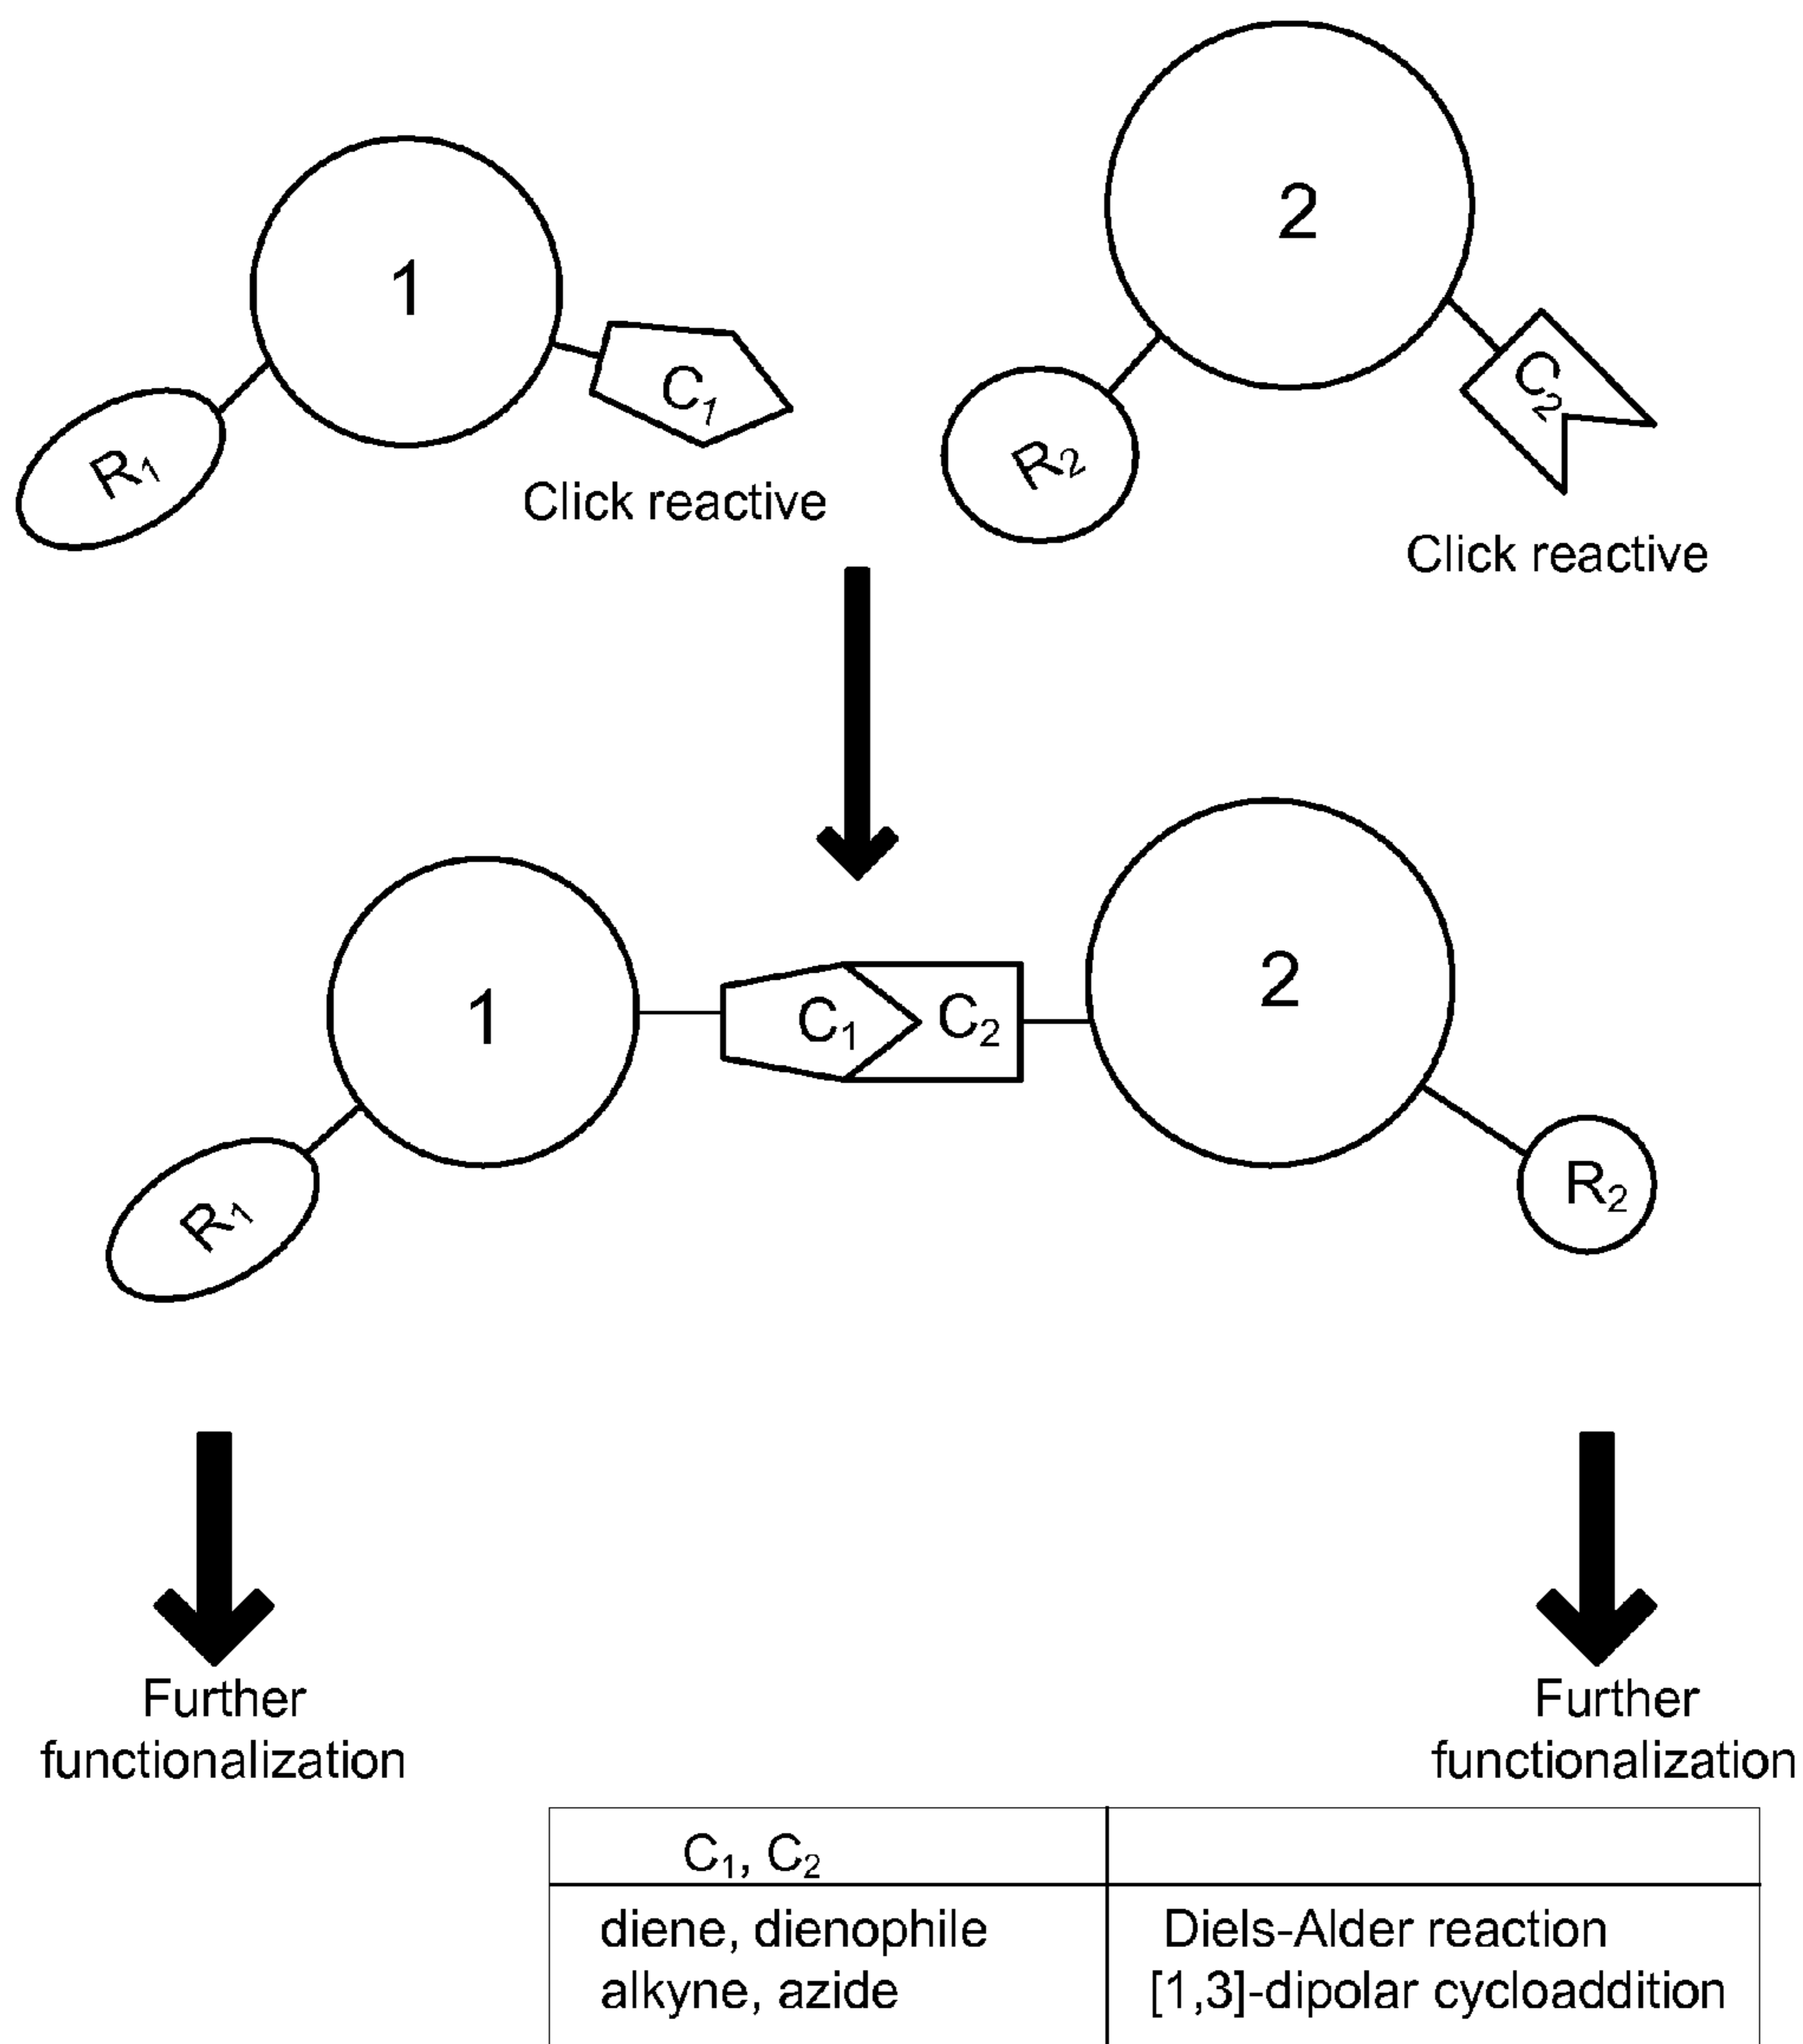 2
1
C₁
C₂
R₁
R₂
Click reactive
Click reactive
1
C₁
C₂
2
R₁
R₂
Further
functionalization
Further
functionalization
C₁, C₂
diene, dienophile
Diels-Alder reaction
alkyne, azide
[1,3]-dipolar cycloaddition